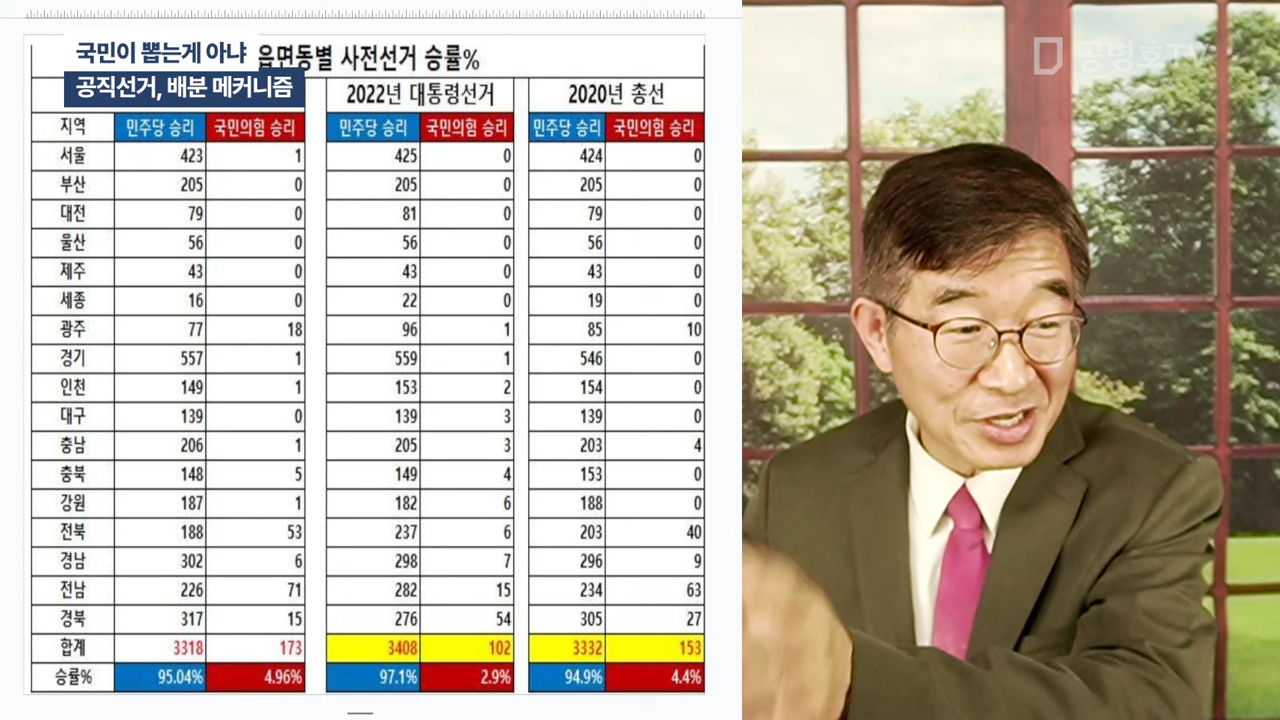 국민이 뽑는게 아냐
공직선거, 배분 메커니즘
읍면동별 사전선거 승률%
2022년 대통령선거 2020년 총선
지역 민주당 승리 국민의힘 승리 민주당 승리 국민의힘 승리 민주당 승리 국민의힘 승리
서울 423 1 425 0 424 0
부산 205 0 205 0 205 0
대전 79 0 81 0 79 0
울산 56 0 56 0 56 0
제주 43 0 43 0 43 0
세종 16 0 22 0 19 0
광주 77 18 96 1 85 10
경기 557 1 559 1 546 0
인천 149 1 153 2 154 0
대구 139 0 139 3 139 0
충남 206 1 205 3 203 4
충북 148 5 149 4 153 0
강원 187 1 182 6 188 0
전북 188 53 237 6 203 40
경남 302 6 298 7 296 9
전남 226 71 282 15 234 63
경북 317 15 276 54 305 27
합계 3318 173 3408 102 3332 153
승률% 95.04% 4.96% 97.1% 2.9% 94.9% 4.4%
공병호TV